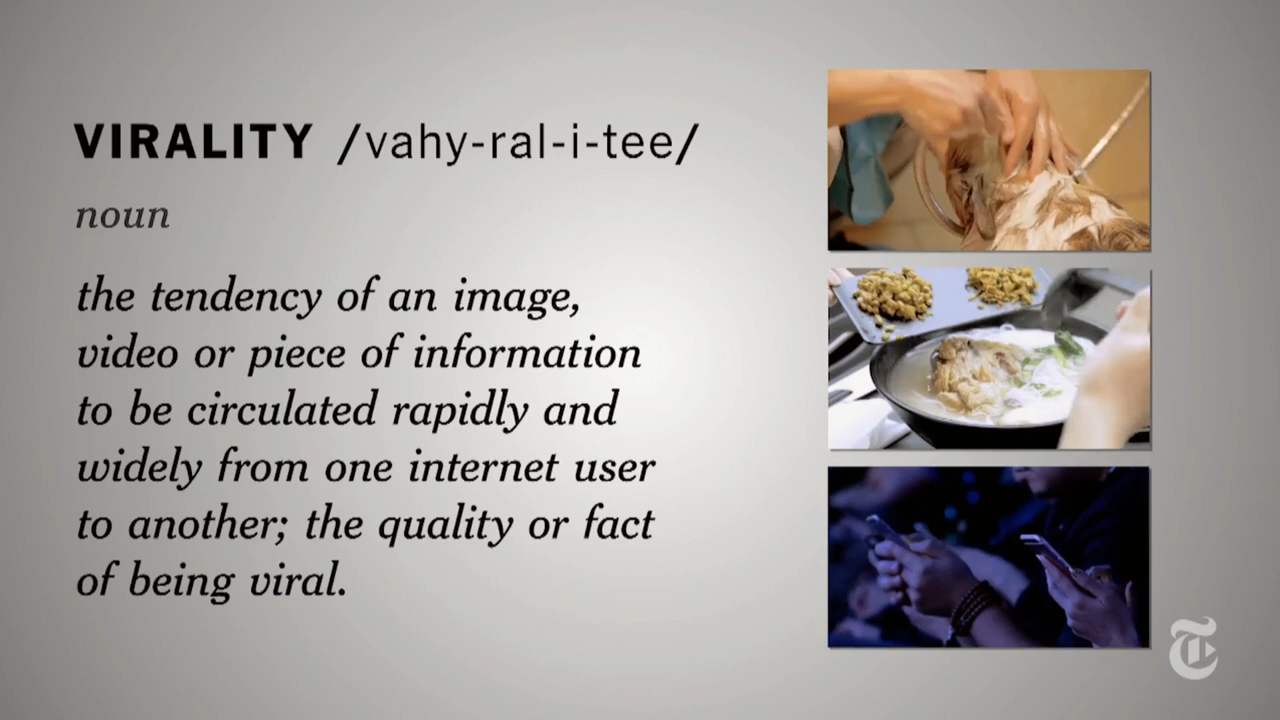 VIRALITY /vahy-ral-i-tee/
noun
the tendency of an image,
video or piece of information
to be circulated rapidly and
widely from one internet user
to another; the quality or fact
of being viral.
T